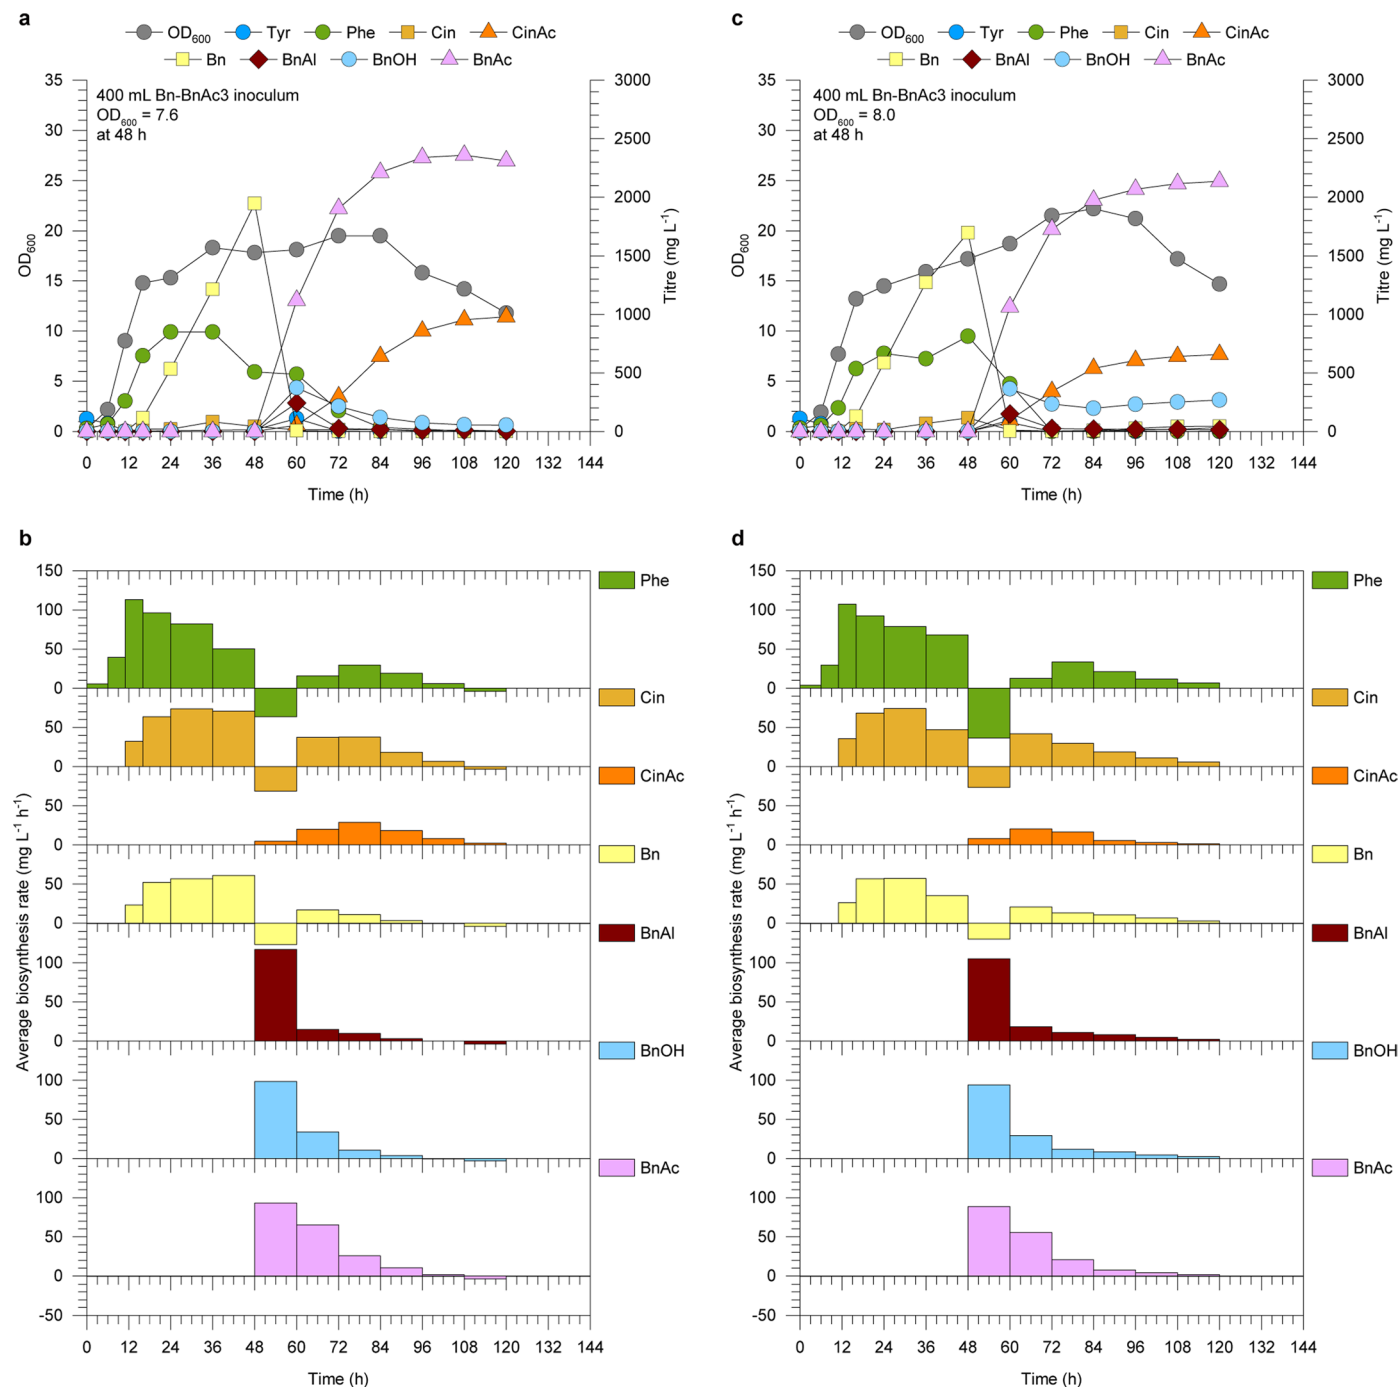 a
OD600 Tyr Phe Cin CinAc
Bn BnAl BnOH BnAc
400 mL Bn-BnAc3 inoculum
OD600 = 7.6
at 48 h
35
30
25
20
15
10
5
0
OD600
3000
2500
2000
1500
1000
500
0
Titre (mg L-1)
0 12 24 36 48 60 72 84 96 108 120 132 144
Time (h)
c
OD600 Tyr Phe Cin CinAc
Bn BnAl BnOH BnAc
400 mL Bn-BnAc3 inoculum
OD600 = 8.0
at 48 h
35
30
25
20
15
10
5
0
OD600
3000
2500
2000
1500
1000
500
0
Titre (mg L-1)
0 12 24 36 48 60 72 84 96 108 120 132 144
Time (h)
b
150
100
50
0
50
0
50
0
50
0
100
50
0
100
50
0
100
50
0
-50
Average biosynthesis rate (mg L-1 h-1)
Phe
Cin
CinAc
Bn
BnAl
BnOH
BnAc
0 12 24 36 48 60 72 84 96 108 120 132 144
Time (h)
d
150
100
50
0
50
0
50
0
50
0
100
50
0
100
50
0
100
50
0
-50
Average biosynthesis rate (mg L-1 h-1)
Phe
Cin
CinAc
Bn
BnAl
BnOH
BnAc
0 12 24 36 48 60 72 84 96 108 120 132 144
Time (h)